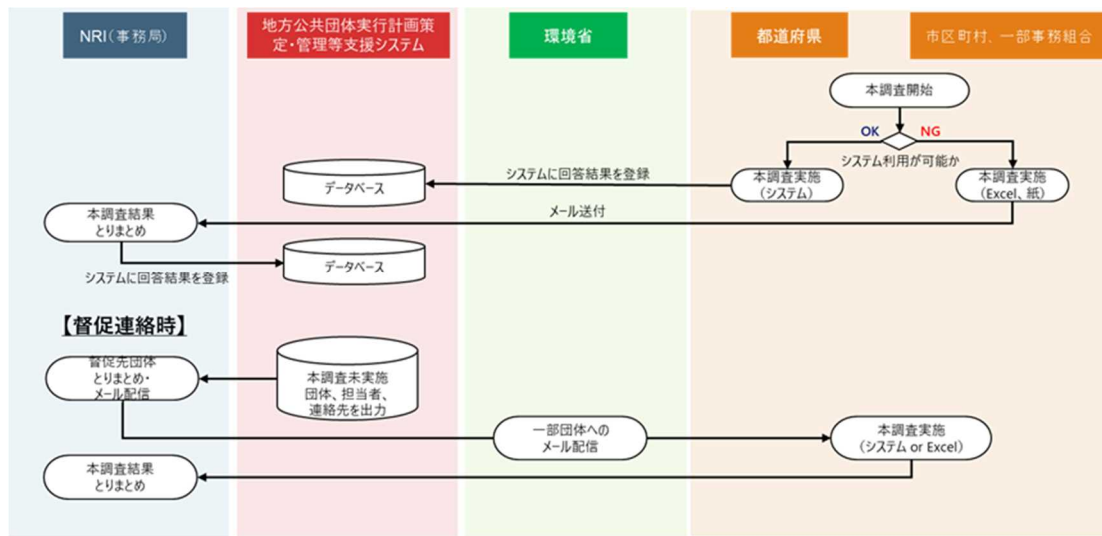 NRI（事務局）
地方公共団体実行計画策
定・管理等支援システム
環境省
都道府県
市区町村、一部事務組合
本調査開始
OK
NG
システム利用が可能か
システムに回答結果を登録
データベース
本調査実施
（システム）
本調査実施
（Excel、紙）
メール送付
本調査結果
とりまとめ
データベース
システムに回答結果を登録
【督促連絡時】
督促先団体
とりまとめ・
メール配信
本調査未実施
団体、担当者、
連絡先を出力
一部団体への
メール配信
本調査実施
（システム or Excel）
本調査結果
とりまとめ